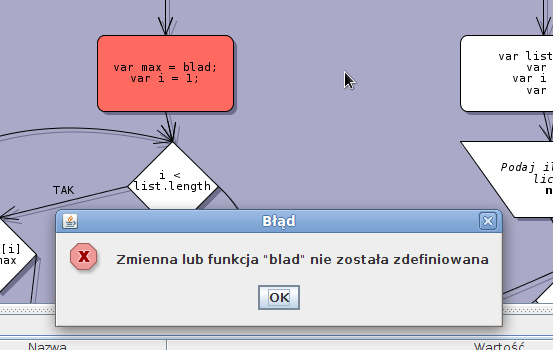 var max = blad;
var i = 1;
var list
var
var i
var
i <
list.length
TAK
Podaj il
lic
n
[i]
max
Błąd
Zmienna lub funkcja "blad" nie została zdefiniowana
OK
Nazwa
Wartość